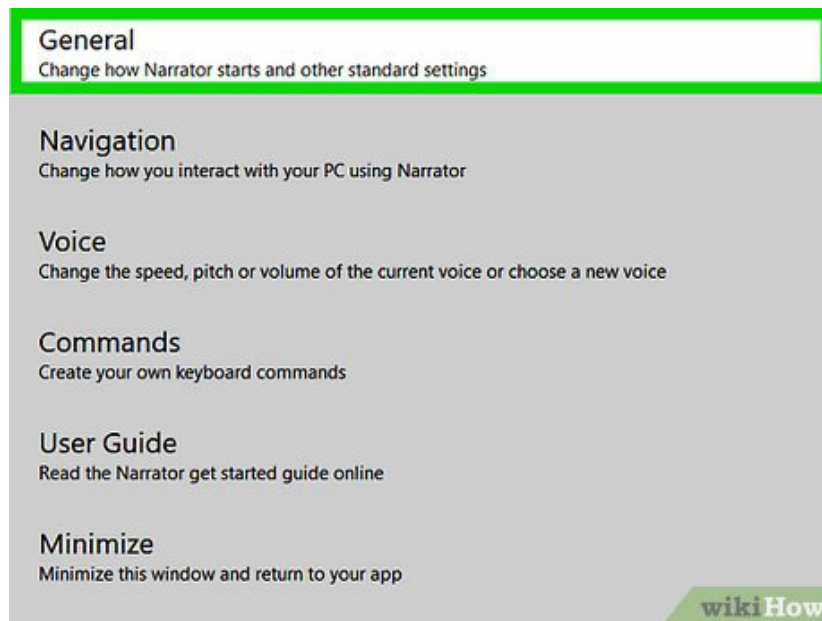 General
Change how Narrator starts and other standard settings
Navigation
Change how you interact with your PC using Narrator
Voice
Change the speed, pitch or volume of the current voice or choose a new voice
Commands
Create your own keyboard commands
User Guide
Read the Narrator get started guide online
Minimize
Minimize this window and return to your app
wikiHow